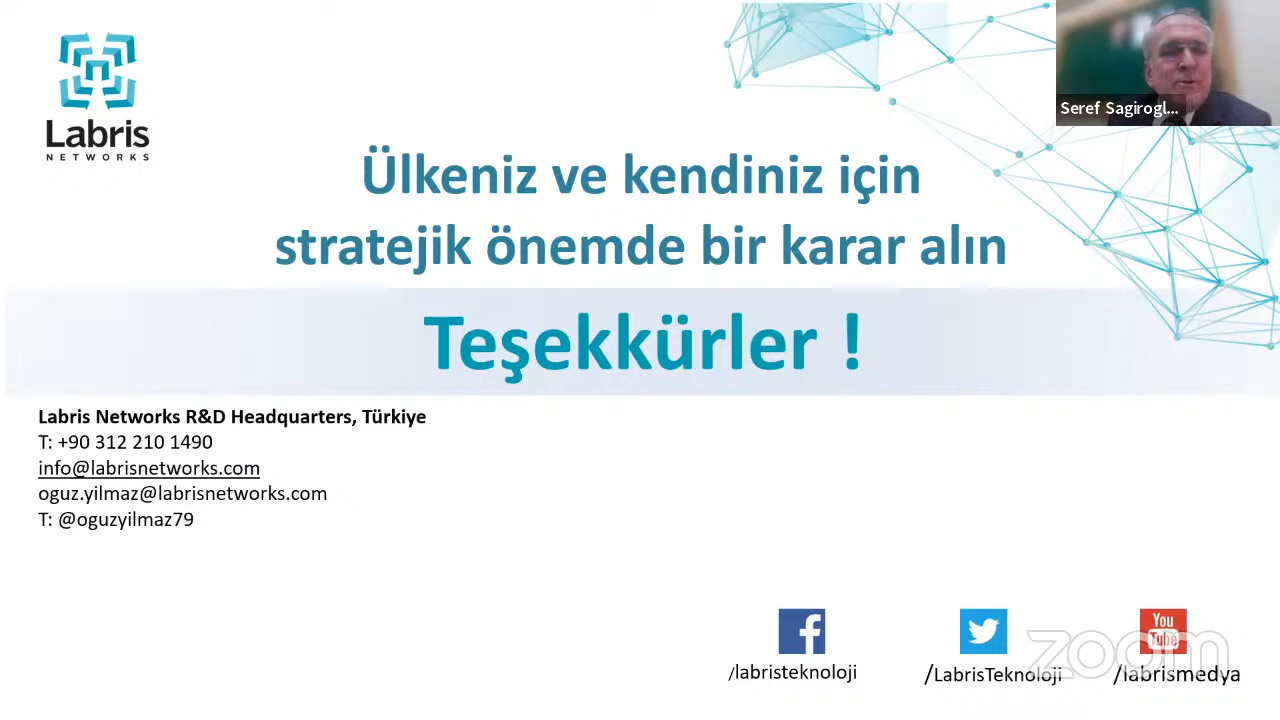 Labris
NETWORKS
Seref Sagirogl...
Ülkeniz ve kendiniz için
stratejik önemde bir karar alın
Teşekkürler !
Labris Networks R&D Headquarters, Türkiye
T: +90 312 210 1490
info@labrisnetworks.com
oguz.yilmaz@labrisnetworks.com
T: @oguzyilmaz79
You
Tube
zoom
/labristeknoloji
/LabrisTeknoloji
/labrismedya